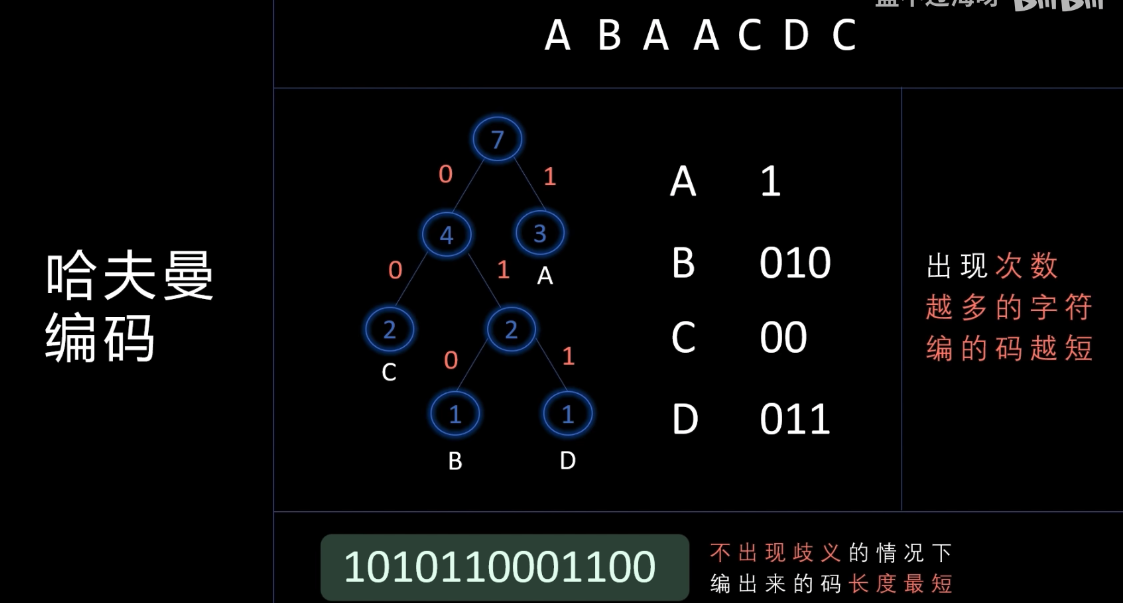 A B A A C D C
哈夫曼
编码
7
0 1
4 3
0 1 A
2 2
C 0 1
1 1
B D
A 1
B 010
C 00
D 011
出现次数
越多的字符
编的码越短
1010110001100
不出现歧义的情况下
编出来的码长度最短